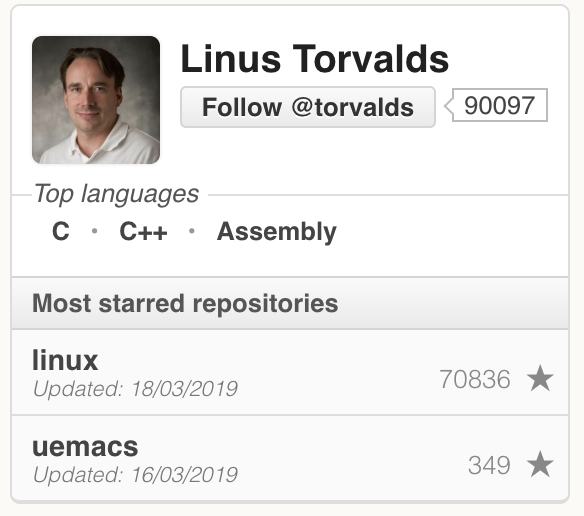 Linus Torvalds
Follow @torvalds 90097
Top languages
C • C++ • Assembly
Most starred repositories
linux
Updated: 18/03/2019 70836 ★
uemacs
Updated: 16/03/2019 349 ★